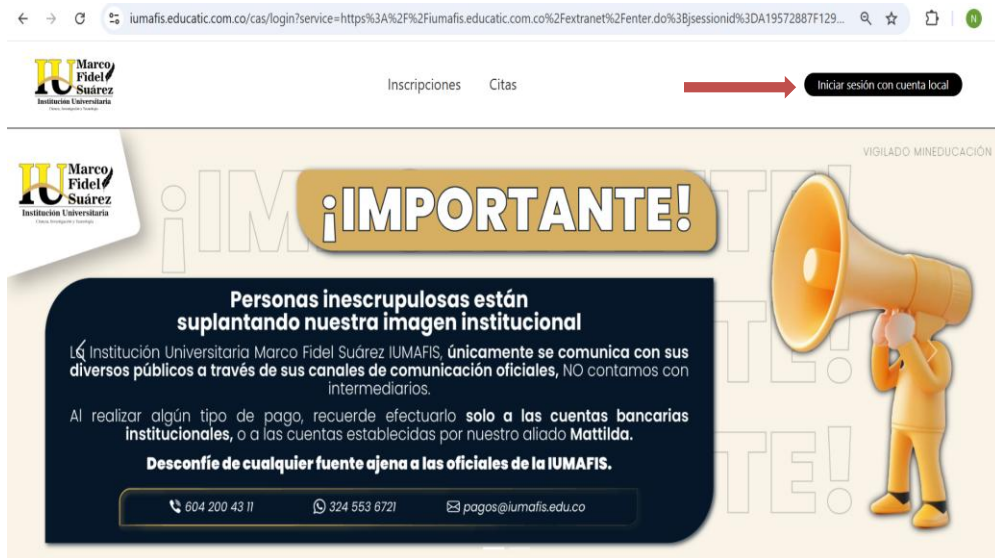 iumafis.educatic.com.co/cas/login?service=https%3A%2F%2Fiumafis.educatic.com.co%2Fextranet%2Fenter.do%3Bjsessionid%3DA19572887F129...
N
IU Marco
Fidel
Suárez
Institución Universitaria
Inscripciones Citas
Iniciar sesión con cuenta local
VIGILADO MINEDUCACIÓN
IU Marco
Fidel
Suárez
Institución Universitaria
¡IMPORTANTE!
Personas inescrupulosas están
suplantando nuestra imagen institucional
La Institución Universitaria Marco Fidel Suárez IUMAFIS, únicamente se comunica con sus
diversos públicos a través de sus canales de comunicación oficiales, NO contamos con
intermediarios.
Al realizar algún tipo de pago, recuerde efectuarlo solo a las cuentas bancarias
institucionales, o a las cuentas establecidas por nuestro aliado Mattilda.
Desconfíe de cualquier fuente ajena a las oficiales de la IUMAFIS.
604 200 43 11 324 553 6721 pagos@iumafis.edu.co